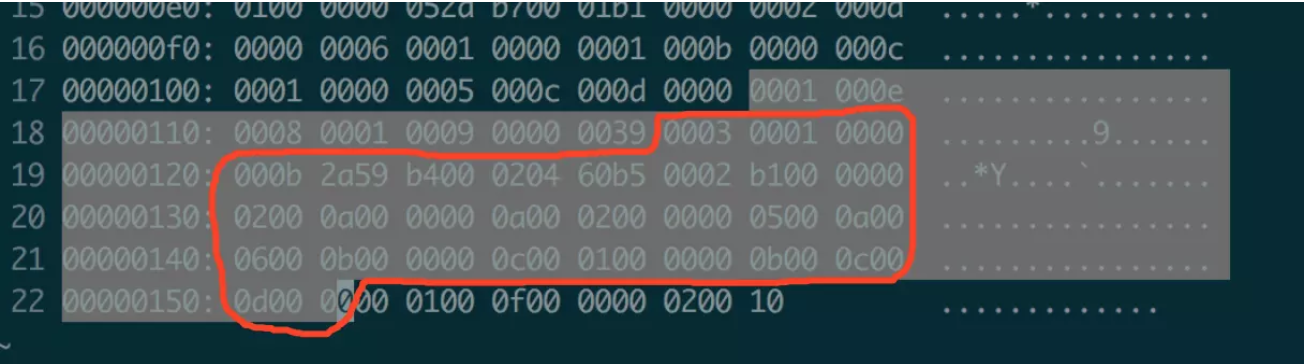 15 000000e0: 0100 0000 052a b700 01b1 0000 0002 000d .....*..........
16 000000f0: 0000 0006 0001 0000 0001 000b 0000 000c ................
17 00000100: 0001 0000 0005 000c 000d 0000 0001 000e ................
18 00000110: 0008 0001 0009 0000 0039 0003 0001 0000 .........9......
19 00000120: 000b 2a59 b400 0204 60b5 0002 b100 0000 ..*Y....`.......
20 00000130: 0200 0a00 0000 0a00 0200 0000 0500 0a00 ................
21 00000140: 0600 0b00 0000 0c00 0100 0000 0b00 0c00 ................
22 00000150: 0d00 0000 0100 0f00 0000 0200 10 .............
~